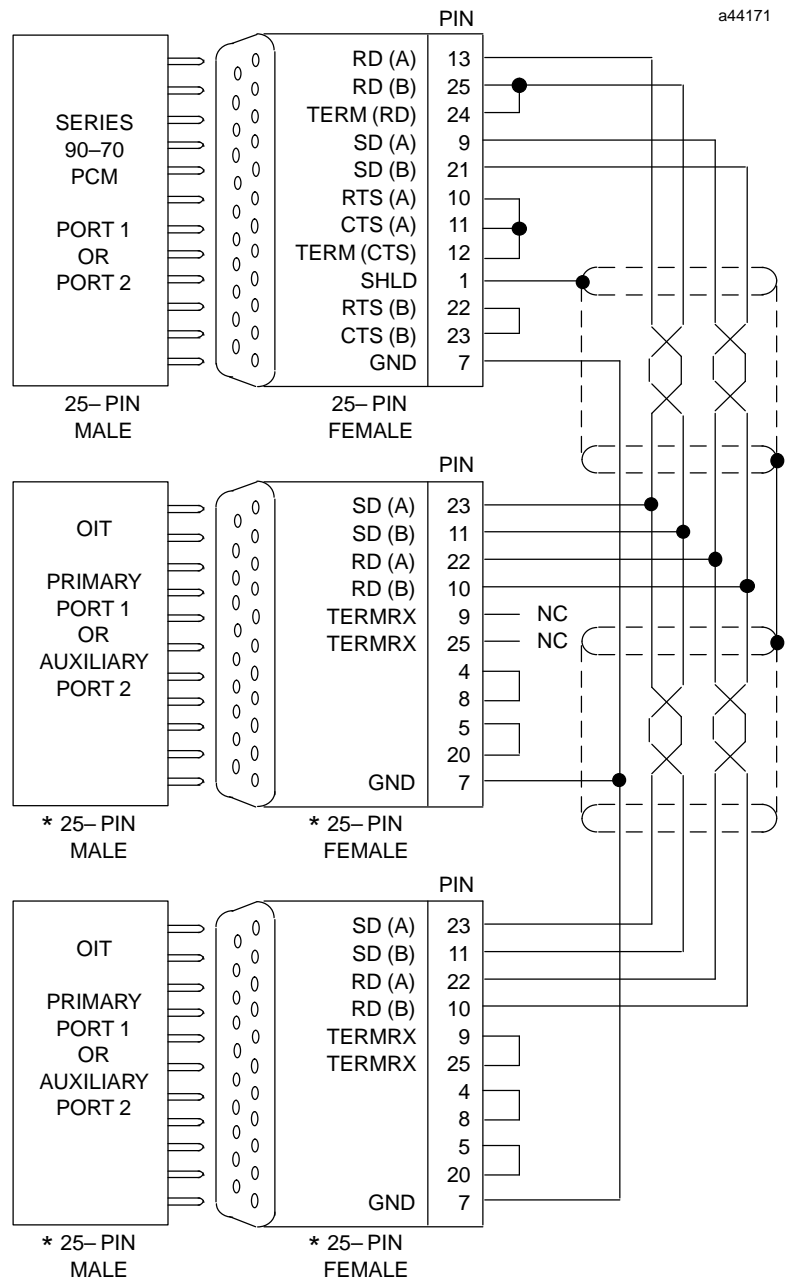 a44171
PIN
SERIES
90–70
PCM
PORT 1
OR
PORT 2
RD (A) 13
RD (B) 25
TERM (RD) 24
SD (A) 9
SD (B) 21
RTS (A) 10
CTS (A) 11
TERM (CTS) 12
SHLD 1
RTS (B) 22
CTS (B) 23
GND 7
25– PIN
MALE
25– PIN
FEMALE
PIN
OIT
PRIMARY
PORT 1
OR
AUXILIARY
PORT 2
SD (A) 23
SD (B) 11
RD (A) 22
RD (B) 10
TERMRX 9 NC
TERMRX 25 NC
4
8
5
20
GND 7
* 25– PIN
MALE
* 25– PIN
FEMALE
PIN
OIT
PRIMARY
PORT 1
OR
AUXILIARY
PORT 2
SD (A) 23
SD (B) 11
RD (A) 22
RD (B) 10
TERMRX 9
TERMRX 25
4
8
5
20
GND 7
* 25– PIN
MALE
* 25– PIN
FEMALE